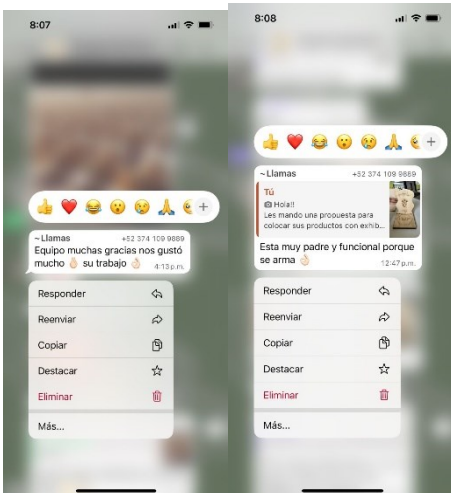 8:07
~Llamas +52 374 109 9869
Equipo muchas gracias nos gustó
mucho 👌🏻 su trabajo 👌🏻 4:13 p.m.
Responder
Reenviar
Copiar
Destacar
Eliminar
Más...
8:08
~Llamas +52 374 109 9869
Tú
📷 Hola!!
Les mando una propuesta para
colocar sus productos con exhib...
Esta muy padre y funcional porque
se arma 👌🏻 12:47 p.m.
Responder
Reenviar
Copiar
Destacar
Eliminar
Más...